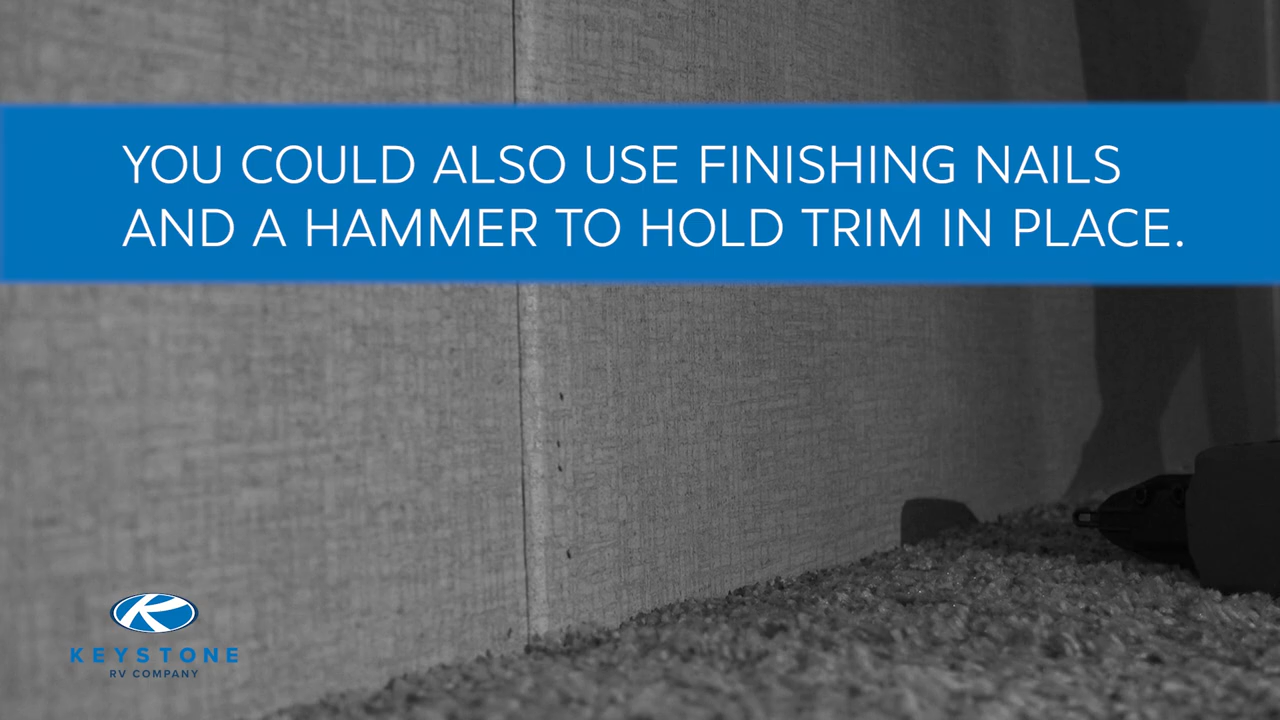 YOU COULD ALSO USE FINISHING NAILS
AND A HAMMER TO HOLD TRIM IN PLACE.
KEYSTONE
RV COMPANY